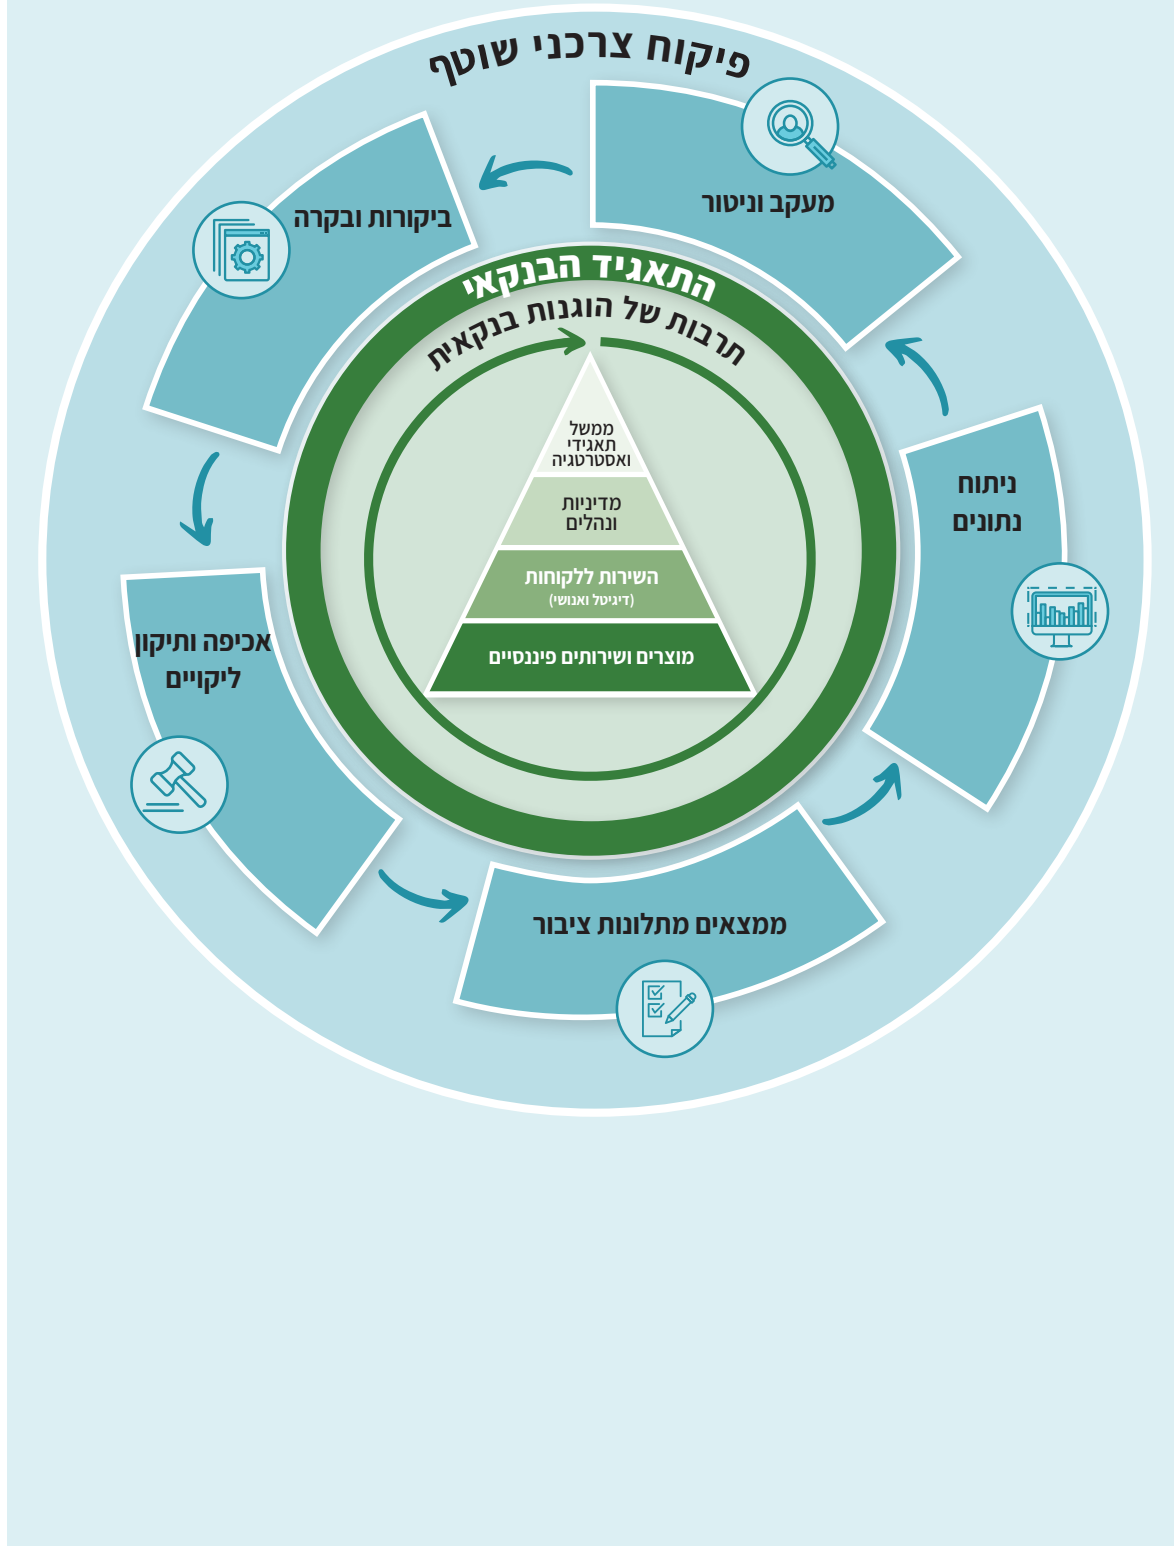 פיקוח צרכני שוטף
מעקב וניטור
ביקורות ובקרה
אכיפה ותיקון
ליקויים
ממצאים מתלונות ציבור
ניתוח
נתונים
התאגיד הבנקאי
תרבות של הוגנות בנקאית
ממשל
תאגידי
ואסטרטגיה
מדיניות
ונהלים
השירות ללקוחות
(דיגיטל ואנושי)
מוצרים ושירותים פיננסיים